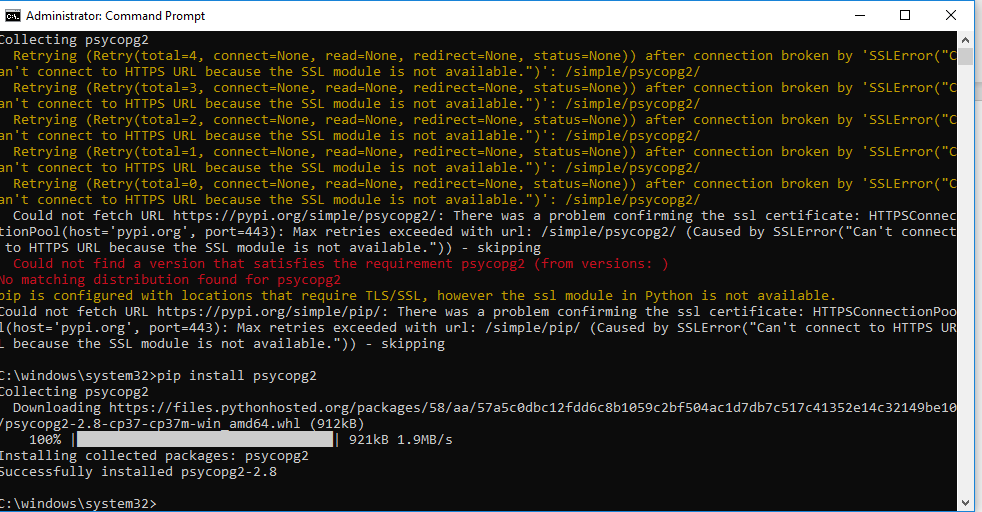 Administrator: Command Prompt
Collecting psycopg2
Retrying (Retry(total=4, connect=None, read=None, redirect=None, status=None)) after connection broken by 'SSLError("C
an't connect to HTTPS URL because the SSL module is not available.")': /simple/psycopg2/
Retrying (Retry(total=3, connect=None, read=None, redirect=None, status=None)) after connection broken by 'SSLError("C
an't connect to HTTPS URL because the SSL module is not available.")': /simple/psycopg2/
Retrying (Retry(total=2, connect=None, read=None, redirect=None, status=None)) after connection broken by 'SSLError("C
an't connect to HTTPS URL because the SSL module is not available.")': /simple/psycopg2/
Retrying (Retry(total=1, connect=None, read=None, redirect=None, status=None)) after connection broken by 'SSLError("C
an't connect to HTTPS URL because the SSL module is not available.")': /simple/psycopg2/
Retrying (Retry(total=0, connect=None, read=None, redirect=None, status=None)) after connection broken by 'SSLError("C
an't connect to HTTPS URL because the SSL module is not available.")': /simple/psycopg2/
Could not fetch URL https://pypi.org/simple/psycopg2/: There was a problem confirming the ssl certificate: HTTPSConnec
tionPool(host='pypi.org', port=443): Max retries exceeded with url: /simple/psycopg2/ (Caused by SSLError("Can't connect
to HTTPS URL because the SSL module is not available.")) - skipping
Could not find a version that satisfies the requirement psycopg2 (from versions: )
No matching distribution found for psycopg2
pip is configured with locations that require TLS/SSL, however the ssl module in Python is not available.
Could not fetch URL https://pypi.org/simple/pip/: There was a problem confirming the ssl certificate: HTTPSConnectionPoo
l(host='pypi.org', port=443): Max retries exceeded with url: /simple/pip/ (Caused by SSLError("Can't connect to HTTPS UR
L because the SSL module is not available.")) - skipping
C:\windows\system32>pip install psycopg2
Collecting psycopg2
Downloading https://files.pythonhosted.org/packages/58/aa/57a5c0dbc12fdd6c8b1059c2bf504ac1d7db7c517c41352e14c32149be10
/psycopg2-2.8-cp37-cp37m-win_amd64.whl (912kB)
100% | | 921kB 1.9MB/s
Installing collected packages: psycopg2
Successfully installed psycopg2-2.8
C:\windows\system32>